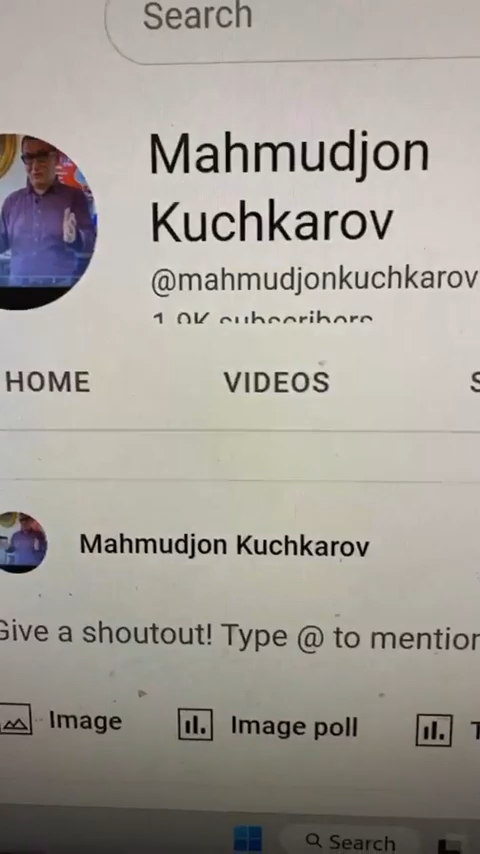 Search
Mahmudjon
Kuchkarov
@mahmudjonkuchkarov
HOME VIDEOS
Mahmudjon Kuchkarov
Give a shoutout! Type @ to mention
Image Image poll
Search